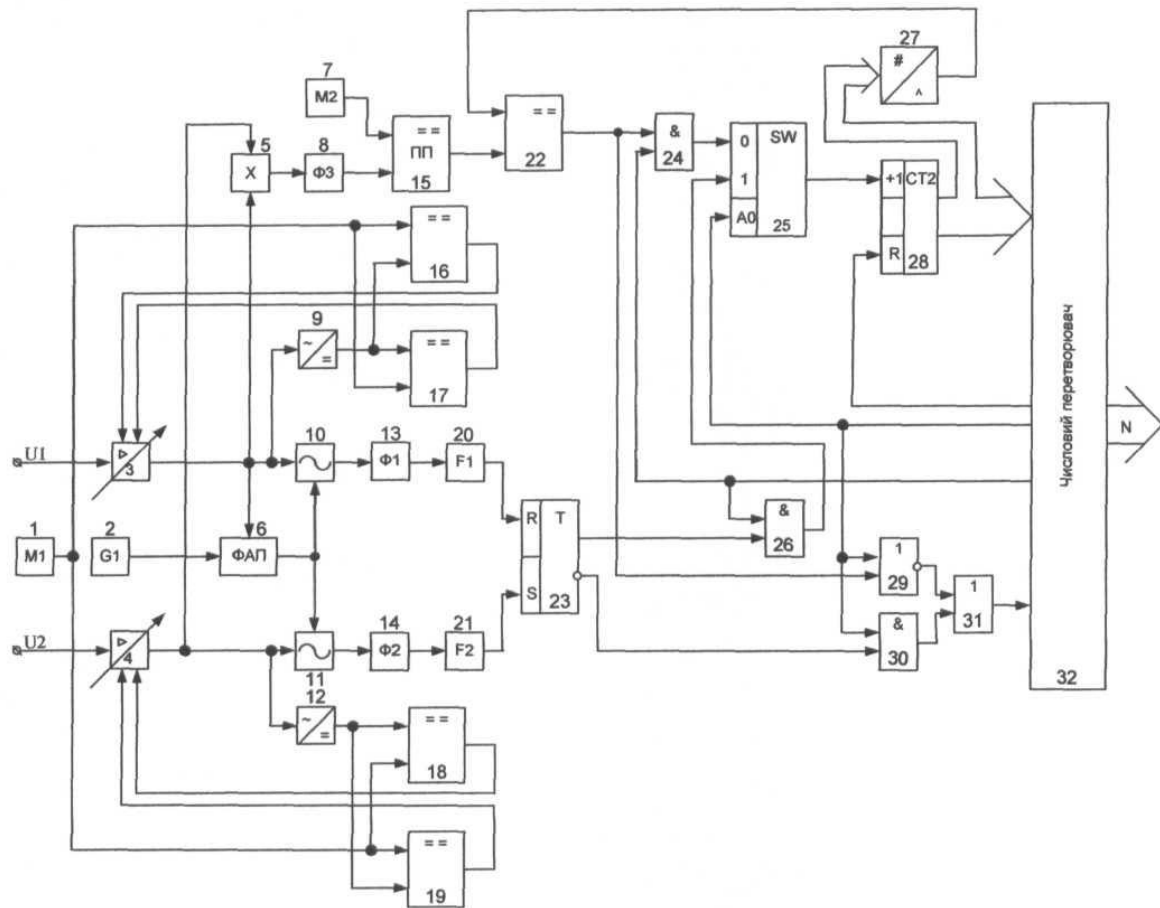 7
M2
5
X
8
Ф3
==
ПП
15
==
22
&
24
0
1
A0
SW
25
27
#
^
+1
R
CT2
28
==
16
9
~
=
==
17
U1
▷
3
10
13
Ф1
20
F1
1
M1
2
G1
6
ФАП
R
S
T
23
&
26
1
29
&
30
1
31
Числовий перетворювач
32
N
U2
▷
4
11
14
Ф2
21
F2
12
~
=
==
18
==
19